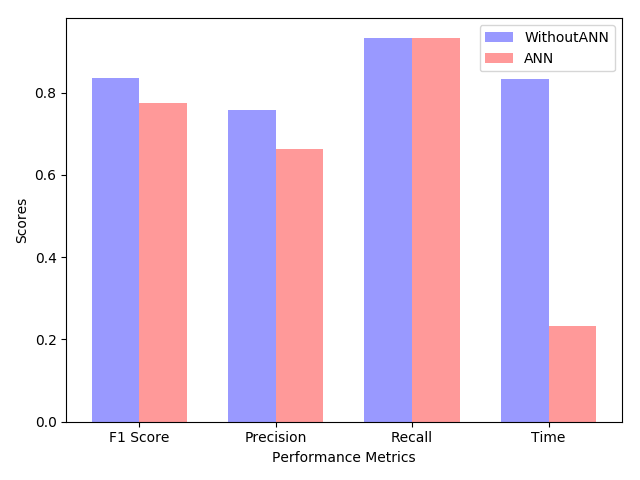 WithoutANN
ANN
Scores
0.8
0.6
0.4
0.2
0.0
F1 Score Precision Recall Time
Performance Metrics